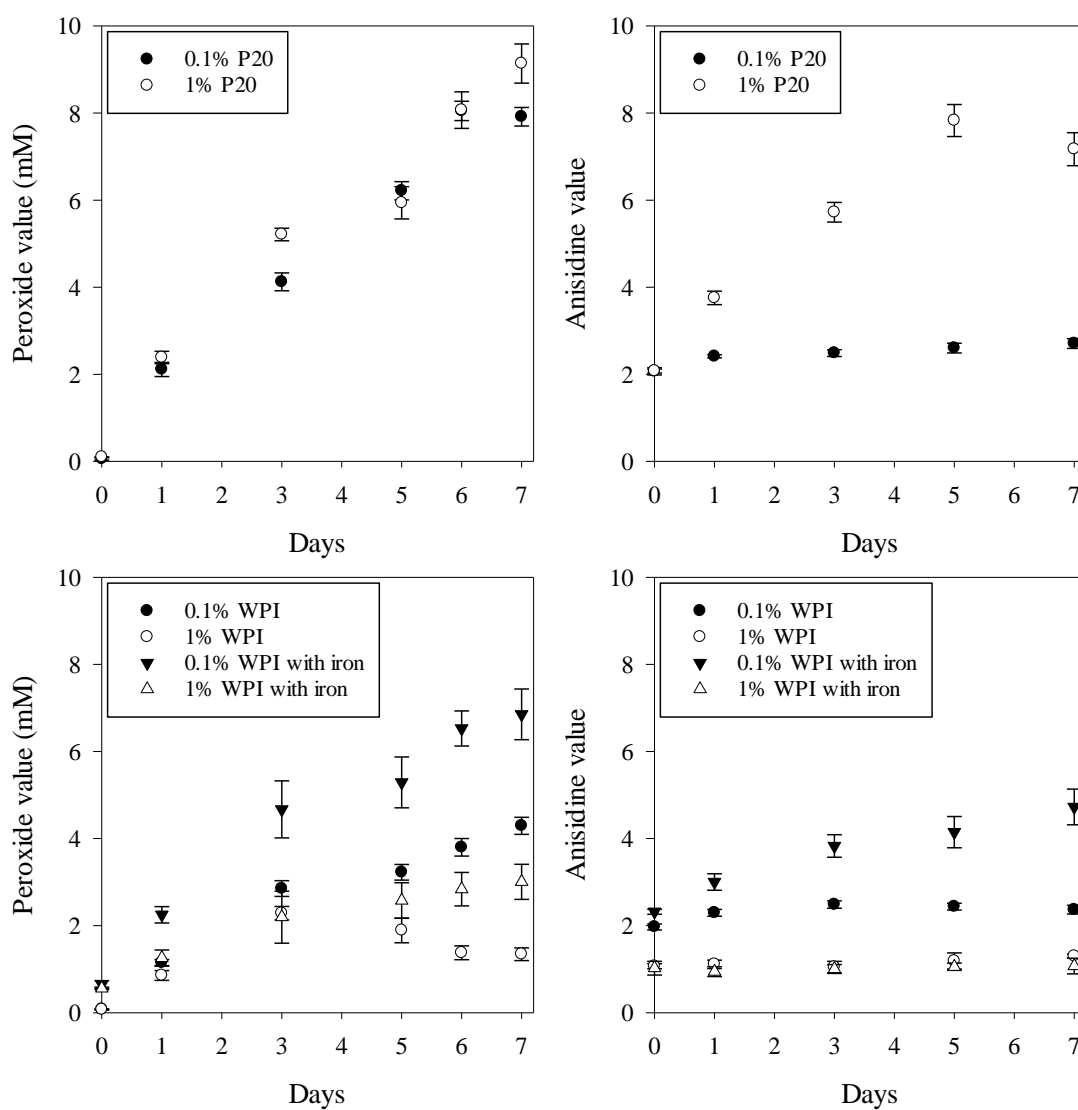 0.1% P20
1% P20
Peroxide value (mM)
10
8
6
4
2
0
0 1 2 3 4 5 6 7
Days
0.1% P20
1% P20
Anisidine value
10
8
6
4
2
0
0 1 2 3 4 5 6 7
Days
0.1% WPI
1% WPI
0.1% WPI with iron
1% WPI with iron
Peroxide value (mM)
10
8
6
4
2
0
0 1 2 3 4 5 6 7
Days
0.1% WPI
1% WPI
0.1% WPI with iron
1% WPI with iron
Anisidine value
10
8
6
4
2
0
0 1 2 3 4 5 6 7
Days